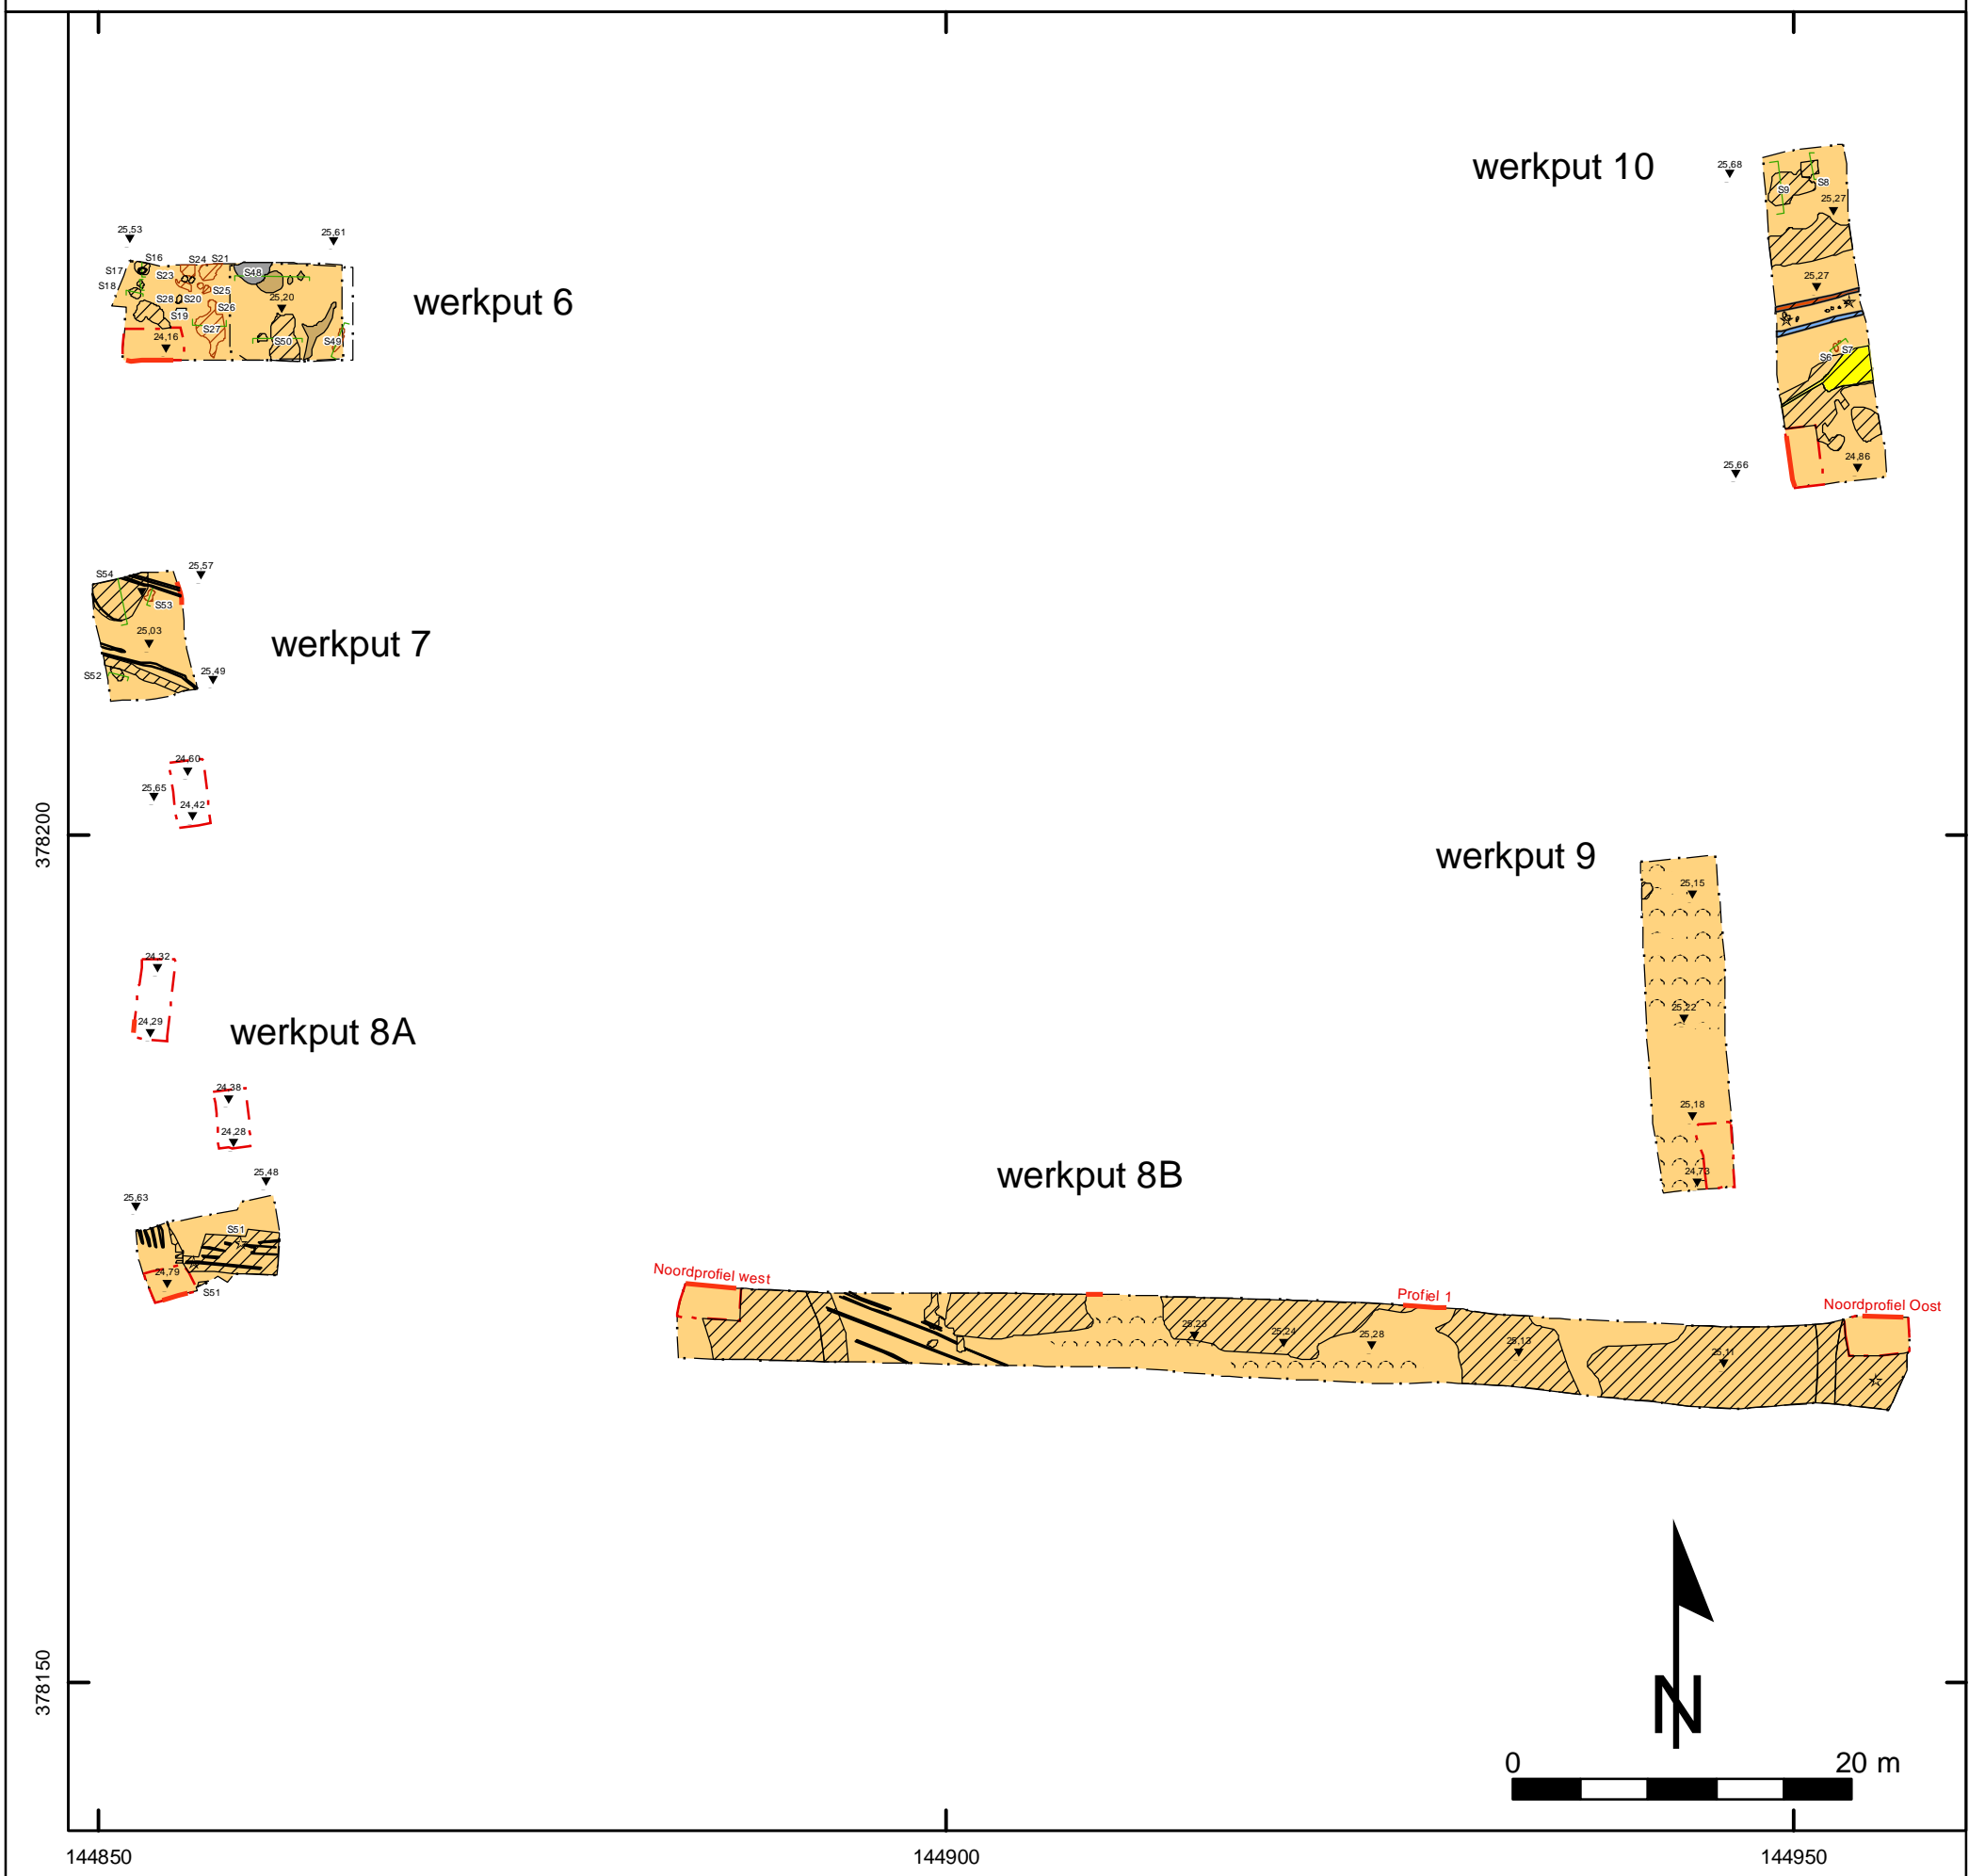 werkput 10
25,68
S9
S8
25,27
25,53
25,61
S16
S24
S21
S17
S23
S48
S18
S25
25,20
S28
S20
S26
S19
S27
24,16
S50
S49
werkput 6
25,27
S6
S7
25,66
24,86
S54
25,57
S53
25,03
werkput 7
25,49
S52
24,60
25,65
24,42
378200
werkput 9
25,15
24,32
24,29
werkput 8A
25,22
24,38
24,28
25,18
24,73
25,48
25,63
werkput 8B
S51
24,79
S51
Noordprofiel west
Profiel 1
Noordprofiel Oost
25,23
25,24
25,28
25,13
25,11
378150
N
0 20 m
144850 144900 144950